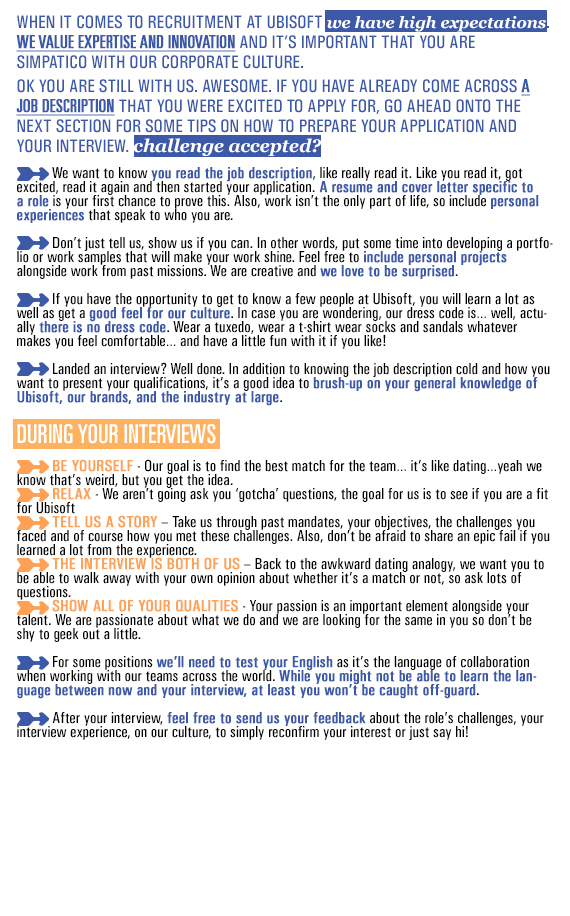 WHEN IT COMES TO RECRUITMENT AT UBISOFT we have high expectations.
WE VALUE EXPERTISE AND INNOVATION AND IT'S IMPORTANT THAT YOU ARE
SIMPATICO WITH OUR CORPORATE CULTURE.
OK YOU ARE STILL WITH US. AWESOME. IF YOU HAVE ALREADY COME ACROSS A
JOB DESCRIPTION THAT YOU WERE EXCITED TO APPLY FOR, GO AHEAD ONTO THE
NEXT SECTION FOR SOME TIPS ON HOW TO PREPARE YOUR APPLICATION AND
YOUR INTERVIEW. challenge accepted?
We want to know you read the job description, like really read it. Like you read it, got
excited, read it again and then started your application. A resume and cover letter specific to
a role is your first chance to prove this. Also, work isn't the only part of life, so include personal
experiences that speak to who you are.
Don't just tell us, show us if you can. In other words, put some time into developing a portfo-
lio or work samples that will make your work shine. Feel free to include personal projects
alongside work from past missions. We are creative and we love to be surprised.
If you have the opportunity to get to know a few people at Ubisoft, you will learn a lot as
well as get a good feel for our culture. In case you are wondering, our dress code is... well, actu-
ally there is no dress code. Wear a tuxedo, wear a t-shirt wear socks and sandals whatever
makes you feel comfortable... and have a little fun with it if you like!
Landed an interview? Well done. In addition to knowing the job description cold and how you
want to present your qualifications, it's a good idea to brush-up on your general knowledge of
Ubisoft, our brands, and the industry at large.
DURING YOUR INTERVIEWS
BE YOURSELF - Our goal is to find the best match for the team... it's like dating...yeah we
know that's weird, but you get the idea.
RELAX - We aren't going ask you 'gotcha' questions, the goal for us is to see if you are a fit
for Ubisoft
TELL US A STORY – Take us through past mandates, your objectives, the challenges you
faced and of course how you met these challenges. Also, don't be afraid to share an epic fail if you
learned a lot from the experience.
THE INTERVIEW IS BOTH OF US – Back to the awkward dating analogy, we want you to
be able to walk away with your own opinion about whether it's a match or not, so ask lots of
questions.
SHOW ALL OF YOUR QUALITIES - Your passion is an important element alongside your
talent. We are passionate about what we do and we are looking for the same in you so don't be
shy to geek out a little.
For some positions we'll need to test your English as it's the language of collaboration
when working with our teams across the world. While you might not be able to learn the lan-
guage between now and your interview, at least you won't be caught off-guard.
After your interview, feel free to send us your feedback about the role's challenges, your
interview experience, on our culture, to simply reconfirm your interest or just say hi!